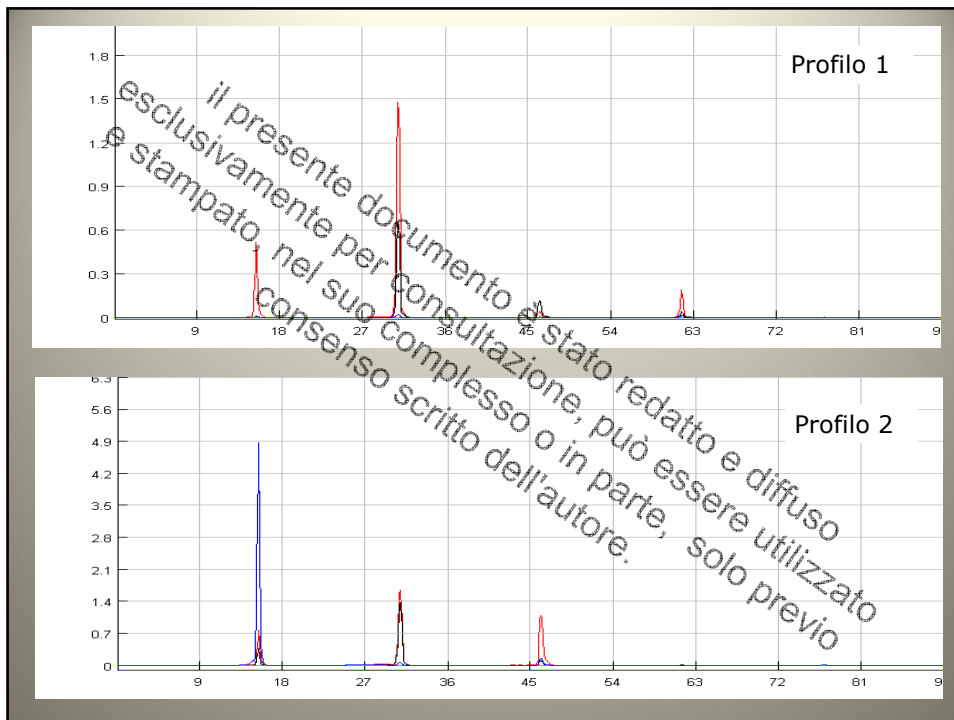 1.8
Profilo 1
1.5
1.2
0.9
0.6
0.3
0
9 18 27 36 45 54 63 72 81 9
il presente documento è stato redatto e diffuso
esclusivamente per consultazione, può essere utilizzato
e stampato, nel suo complesso o in parte, solo previo
consenso scritto dell'autore.
6.3
5.6
Profilo 2
4.9
4.2
3.5
2.8
2.1
1.4
0.7
0
9 18 27 36 45 54 63 72 81 9